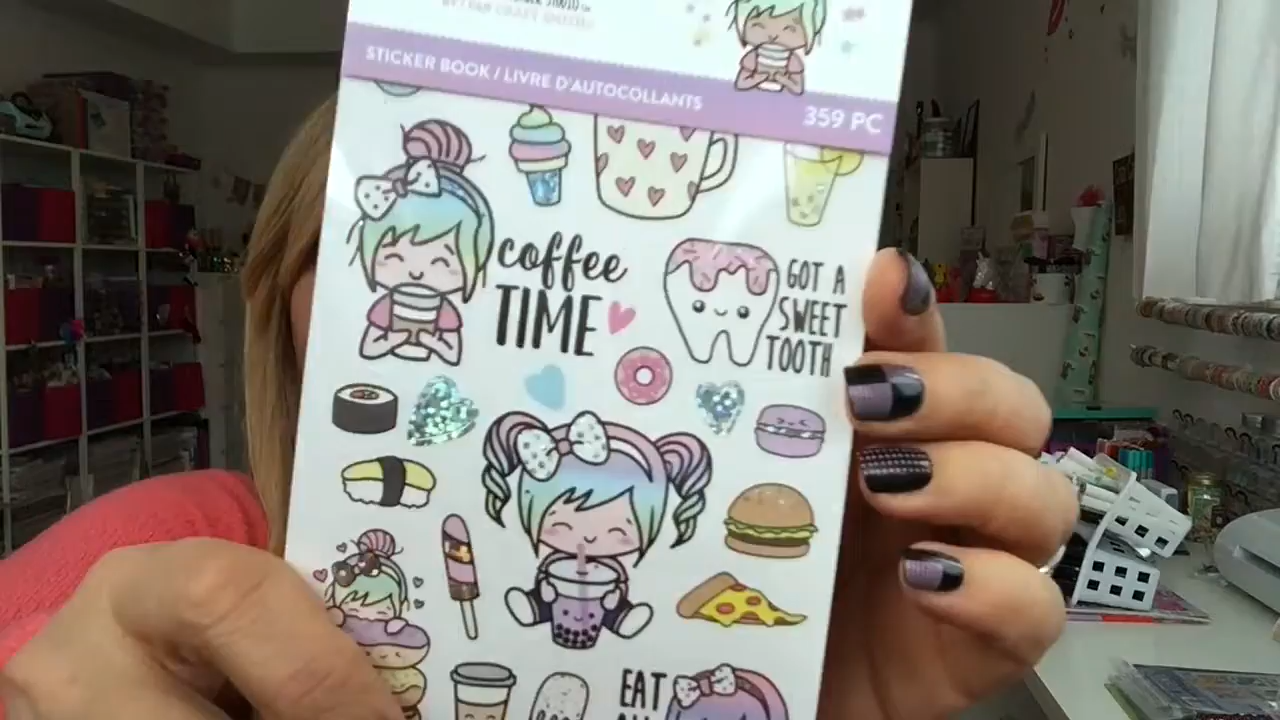 STICKER BOOK / LIVRE D'AUTOCOLLANTS
359 PC
coffee
TIME
GOT A
SWEET
TOOTH
EAT